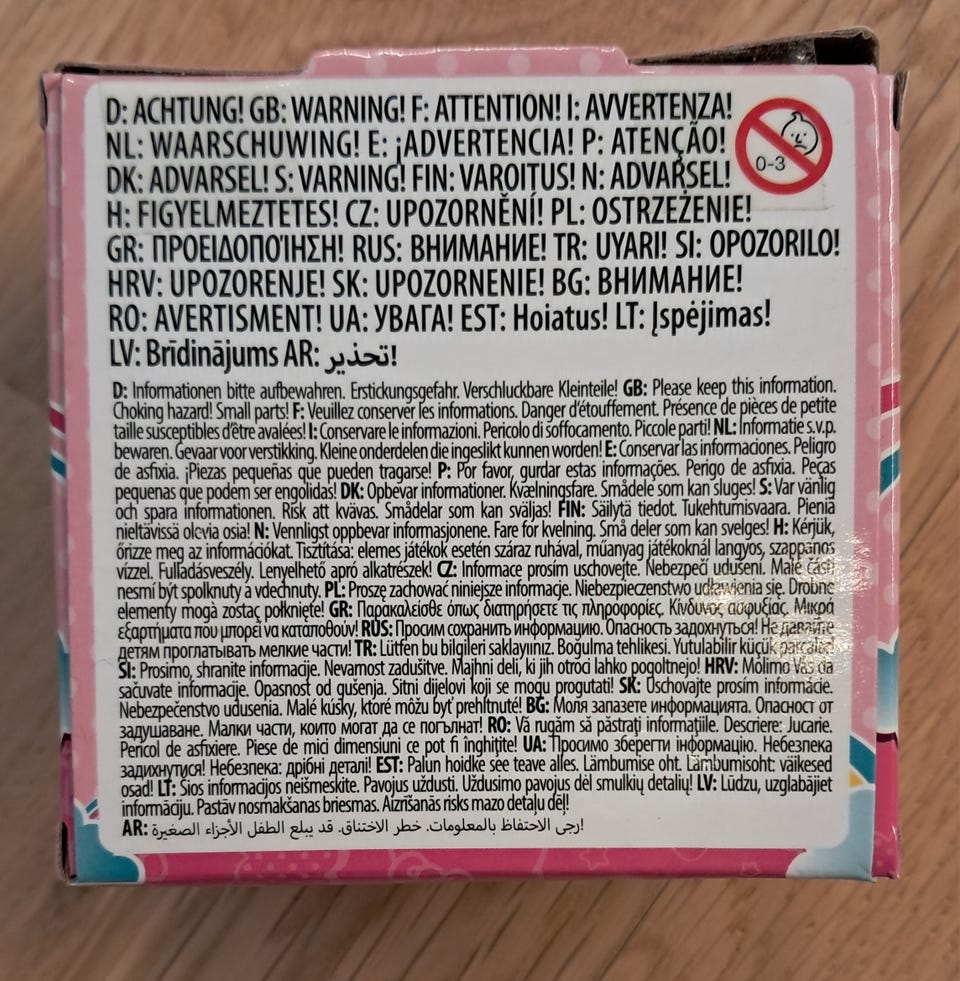 D: ACHTUNG! GB: WARNING! F: ATTENTION! I: AVVERTENZA!
NL: WAARSCHUWING! E: ¡ADVERTENCIA! P: ATENÇÃO!
0-3
DK: ADVARSEL! S: VARNING! FIN: VAROITUS! N: ADVARSEL!
H: FIGYELMEZTETES! CZ: UPOZORNĚNÍ! PL: OSTRZEŻENIE!
GR: ΠΡΟΕΙΔΟΠΟΪΗΣΗ! RUS: ВНИМАНИЕ! TR: UYARI! SI: OPOZORILO!
HRV: UPOZORENJE! SK: UPOZORNENIE! BG: ВНИМАНИЕ!
RO: AVERTISMENT! UA: УВАГА! EST: Hoiatus! LT: Įspėjimas!
LV: Brīdinājums AR: تحذير!
D: Informationen bitte aufbewahren. Erstickungsgefahr. Verschluckbare Kleinteile! GB: Please keep this information.
Choking hazard! Small parts! F: Veuillez conserver les informations. Danger d'étouffement. Présence de pièces de petite
taille susceptibles d'être avalées! I: Conservare le informazioni. Pericolo di soffocamento. Piccole parti! NL: Informatie s.v.p.
bewaren. Gevaar voor verstikking. Kleine onderdelen die ingeslikt kunnen worden! E: Conservar las informaciones. Peligro
de asfixia. ¡Piezas pequeñas que pueden tragarse! P: Por favor, gurdar estas informações. Perigo de asfixia. Peças
pequenas que podem ser engolidas! DK: Opbevar informationer. Kvælningsfare. Smådele som kan sluges! S: Var vänlig
och spara informationen. Risk att kvävas. Smådelar som kan sväljas! FIN: Säilytä tiedot. Tukehtumisvaara. Pieniä
nieltävissä olevia osia! N: Vennligst oppbevar informasjonene. Fare for kvelning. Små deler som kan svelges! H: Kérjük,
őrizze meg az információkat. Tisztítása: elemes játékok esetén száraz ruhával, műanyag játékoknál langyos, szappanos
vízzel. Fulladásveszély. Lenyelhető apró alkatrészek! CZ: Informace prosím uschovejte. Nebezpečí udušení. Malé části
nesmí být spolknuty a vdechnuty. PL: Proszę zachować niniejsze informacje. Niebezpieczenstwo udławienia się. Drobne
elementy mogà zostaç połkni��te! GR: Παρακαλείσθε όπως διατηρήσετε τις πληροφορίες. Κίνδυνος ασφυξίας. Μικρά
εξαρτήματα που μπορεί να καταποθούν! RUS: Просим сохранить информацию. Опасность задохнуться! Не давайте
детям проглатывать мелкие части! TR: Lütfen bu bilgileri saklayıınız. Boğulma tehlikesi. Yutulabilir küçük parçalar!
SI: Prosimo, shranite informacije. Nevarnost zadušitve. Majhni deli, ki jih otroci lahko pogoltnejo! HRV: Molimo Vas da
sačuvate informacije. Opasnost od gušenja. Sitni dijelovi koji se mogu progutati! SK: Uschovajte prosím informácie.
Nebezpečenstvo udusenia. Malé kúsky, ktoré môžu byť prehltnuté! BG: Моля запазете информацията. Опасност от
задушаване. Малки части, които могат да се погълнат! RO: Vă rugăm să păstrați informațiile. Descriere: Jucarie.
Pericol de asfixiere. Piese de mici dimensiuni ce pot fi înghițite! UA: Просимо зберегти інформацію. Небезпека
задихнутися! Небезпека: дрібні деталі! EST: Palun hoidke see teave alles. Lämbumise oht. Lämbumisoht: väikesed
osad! LT: Šios informacijos neišmeskite. Pavojus uždusti. Uždusimo pavojus dėl smulkių detalių! LV: Lūdzu, uzglabājiet
informāciju. Pastāv nosmakšanas briesmas. Aizrīšanās risks mazo detaļu dēļ!
AR: رجى الاحتفاظ بالمعلومات. خطر الاختناق. قد يبلع الطفل الأجزاء الصغيرة!